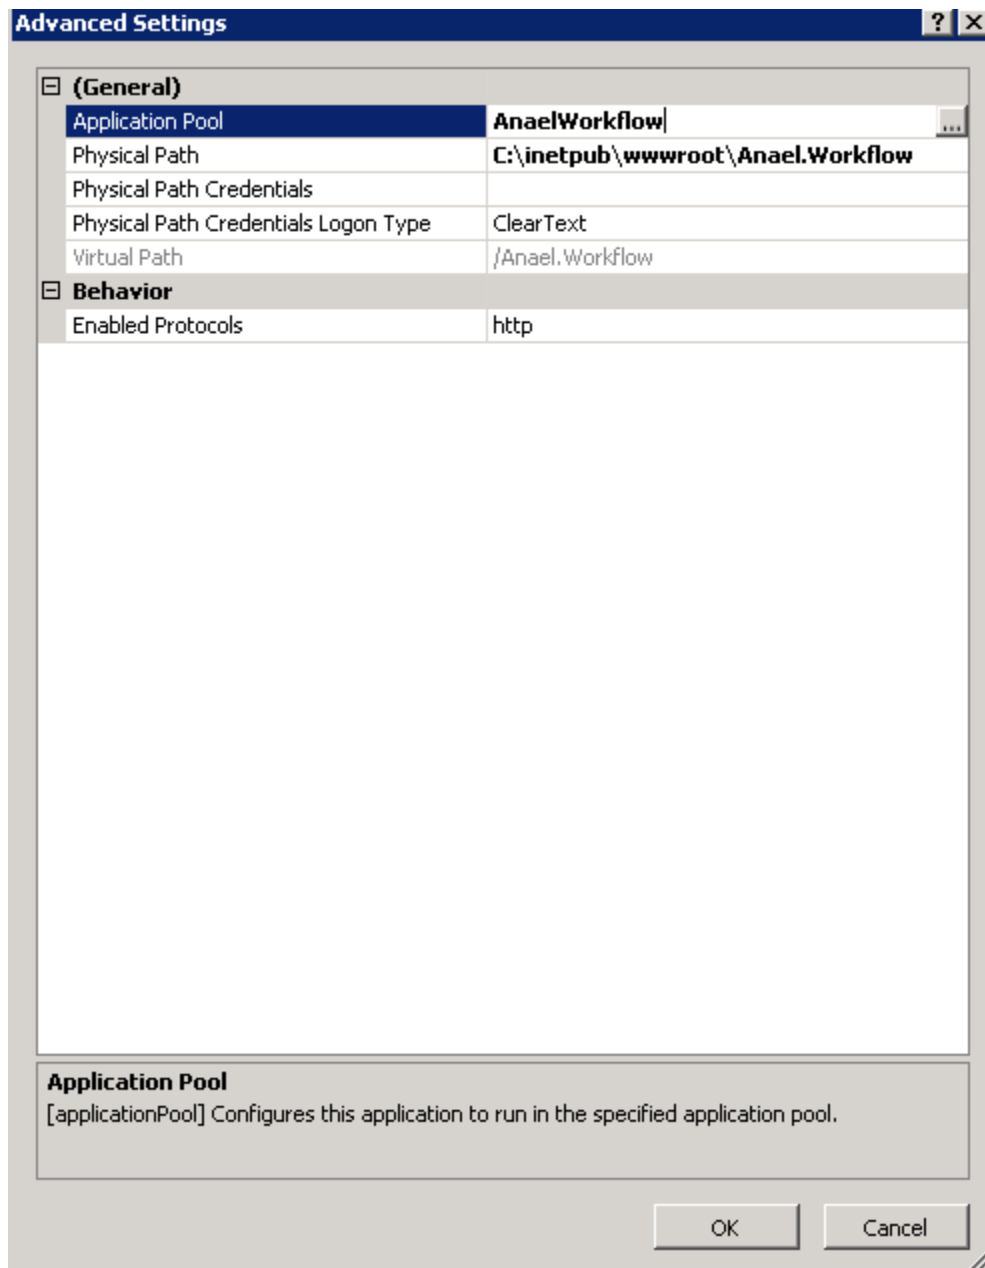 Advanced Settings
(General)
Application Pool AnaelWorkflow ...
Physical Path C:\inetpub\wwwroot\Anael.Workflow
Physical Path Credentials
Physical Path Credentials Logon Type ClearText
Virtual Path /Anael.Workflow
Behavior
Enabled Protocols http
Application Pool
[applicationPool] Configures this application to run in the specified application pool.
OK Cancel